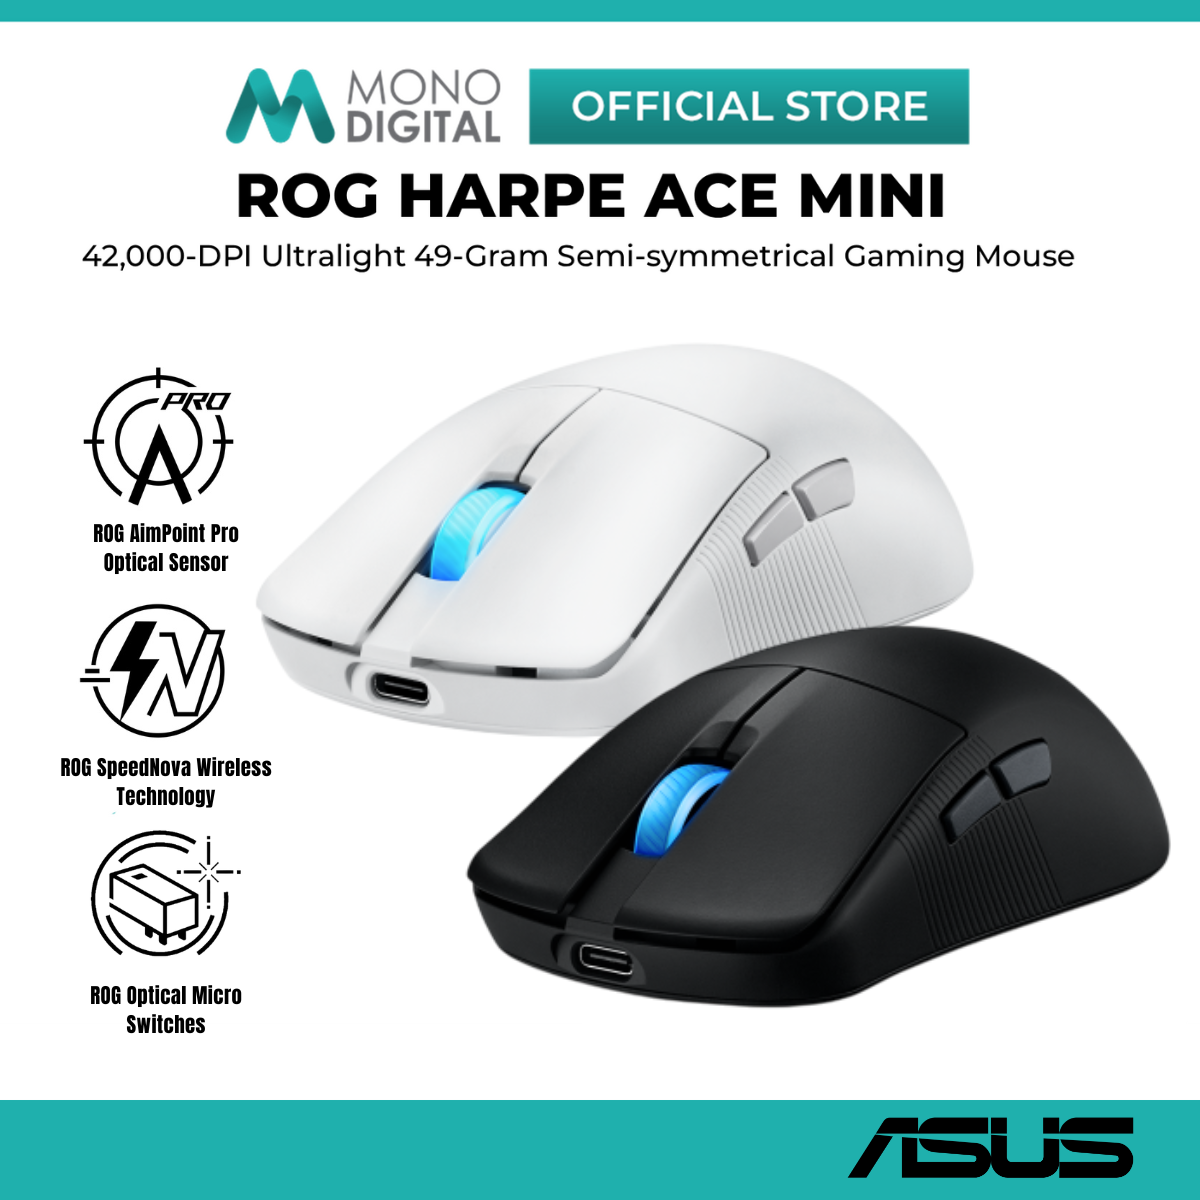 MONO
DIGITAL
OFFICIAL STORE
ROG HARPE ACE MINI
42,000-DPI Ultralight 49-Gram Semi-symmetrical Gaming Mouse
PRO
ROG AimPoint Pro
Optical Sensor
ROG SpeedNova Wireless
Technology
ROG Optical Micro
Switches
ASUS